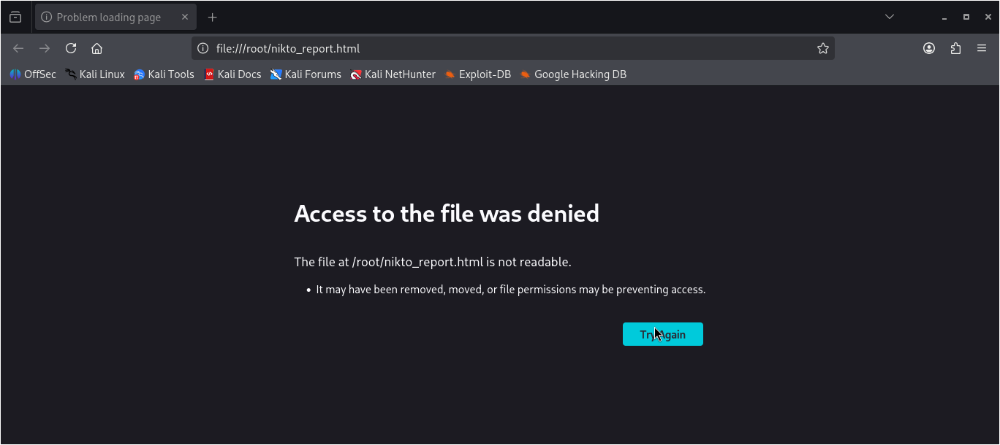 Problem loading page
file:///root/nikto_report.html
OffSec Kali Linux Kali Tools Kali Docs Kali Forums Kali NetHunter Exploit-DB Google Hacking DB
Access to the file was denied
The file at /root/nikto_report.html is not readable.
• It may have been removed, moved, or file permissions may be preventing access.
Try Again